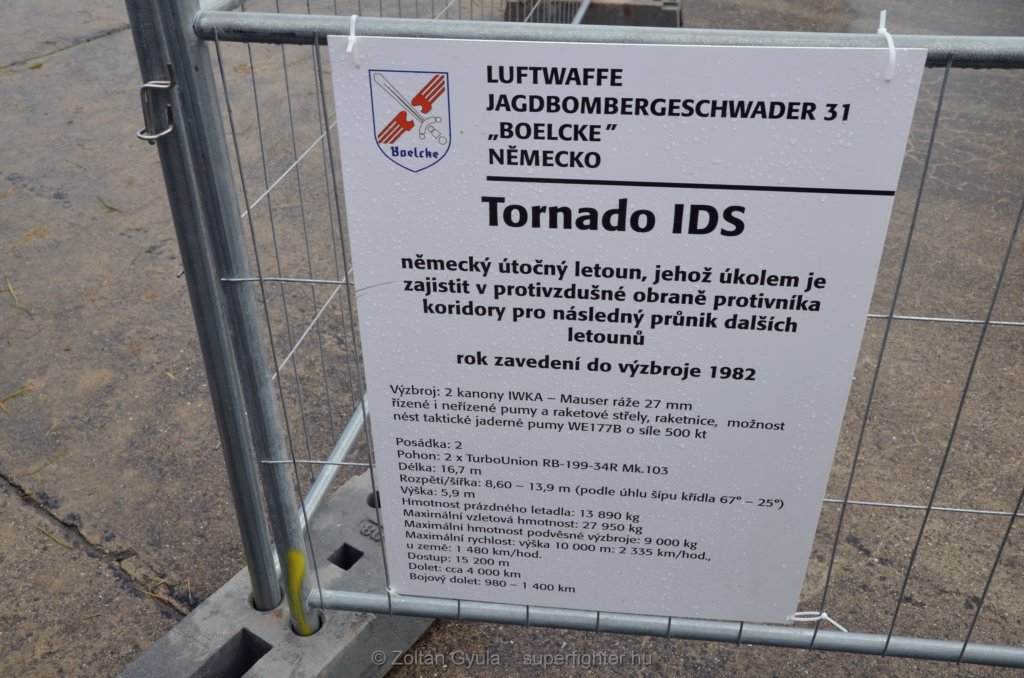 LUFTWAFFE
JAGDBOMBERGESCHWADER 31
„BOELCKE”
NĚMECKO
Boelcke
Tornado IDS
německý útočný letoun, jehož úkolem je
zajistit v protivzdušné obraně protivníka
koridory pro následný průnik dalších
letounů
rok zavedení do výzbroje 1982
Výzbroj: 2 kanony IWKA – Mauser ráže 27 mm
řízené i neřízené pumy a raketové střely, raketnice, možnost
nést taktické jaderné pumy WE177B o síle 500 kt
Posádka: 2
Pohon: 2 x TurboUnion RB-199-34R Mk.103
Délka: 16,7 m
Rozpětí/šířka: 8,60 – 13,9 m (podle úhlu šípu křídla 67° – 25°)
Výška: 5,9 m
Hmotnost prázdného letadla: 13 890 kg
Maximální vzletová hmotnost: 27 950 kg
Maximální hmotnost podvěsné výzbroje: 9 000 kg
Maximální rychlost: výška 10 000 m: 2 335 km/hod.,
u země: 1 480 km/hod.
Dostup: 15 200 m
Dolet: cca 4 000 km
Bojový dolet: 980 – 1 400 km
© Zoltán Gyula superfighter.hu